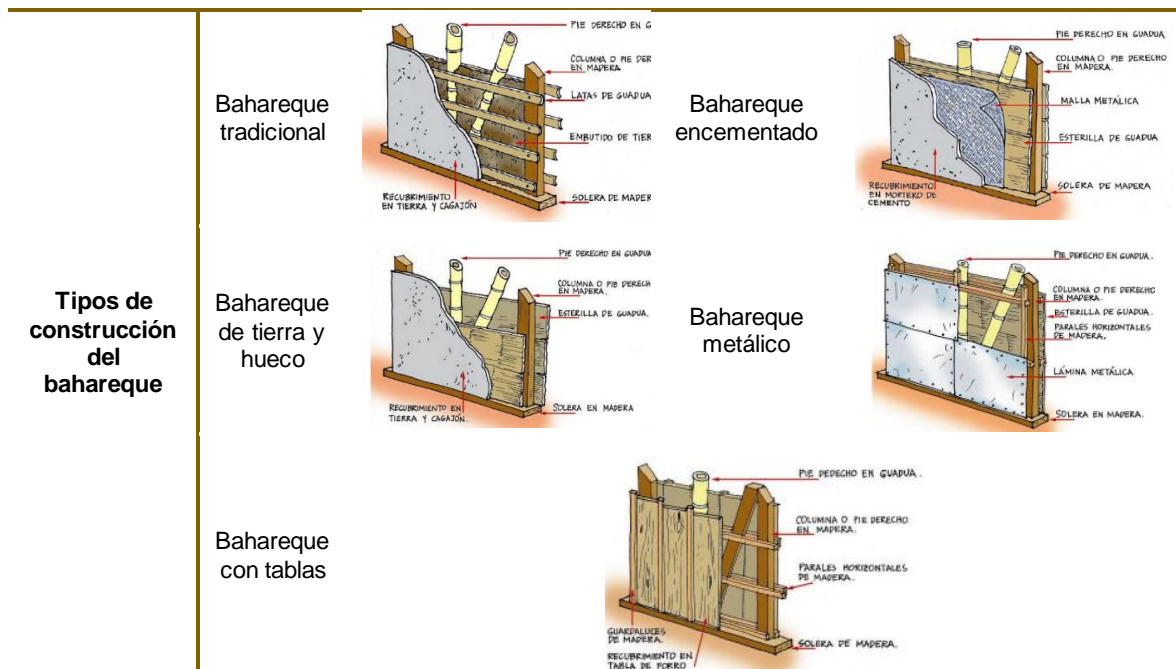 Tipos de
construcción
del
bahareque
Bahareque
tradicional
PIE DERECHO EN G
COLUMNA O PIE DER
EN MADERA
LATAS DE GUADUA
EMBUTIDO DE TIER
RECUBRIMIENTO
EN TIERRA Y CAGAJÓN
SOLERA DE MADER
Bahareque
encementado
PIE DERECHO EN GUADUA
COLUMNA O PIE DERECHO
EN MADERA.
MALLA METÁLICA
ESTERILLA DE GUADUA
RECUBRIMIENTO
EN MORTERO DE
CEMENTO
SOLERA DE MADERA
Bahareque
de tierra y
hueco
PIE DERECHO EN GUADUA
COLUMNA O PIE DERECH
EN MADERA.
ESTERILLA DE GUADUA.
RECUBRIMIENTO EN
TIERRA Y CAGAJÓN.
SOLERA EN MADERA
Bahareque
metálico
PIE DERECHO EN GUADUA.
COLUMNA O PIE DERECHO
EN MADERA.
ESTERILLA DE GUADUA.
PARALES HORIZONTALES
DE MADERA.
LÁMINA METÁLICA
SOLERA EN MADERA.
Bahareque
con tablas
PIE DEDECHO EN GUADUA.
COLUMNA O PIE DERECHO
EN MADERA.
PARALES HORIZONTALES
DE MADERA.
GUARDALUCES
DE MADERA.
RECUBRIMIENTO EN
TABLA DE FORRO
SOLERA DE MADERA.